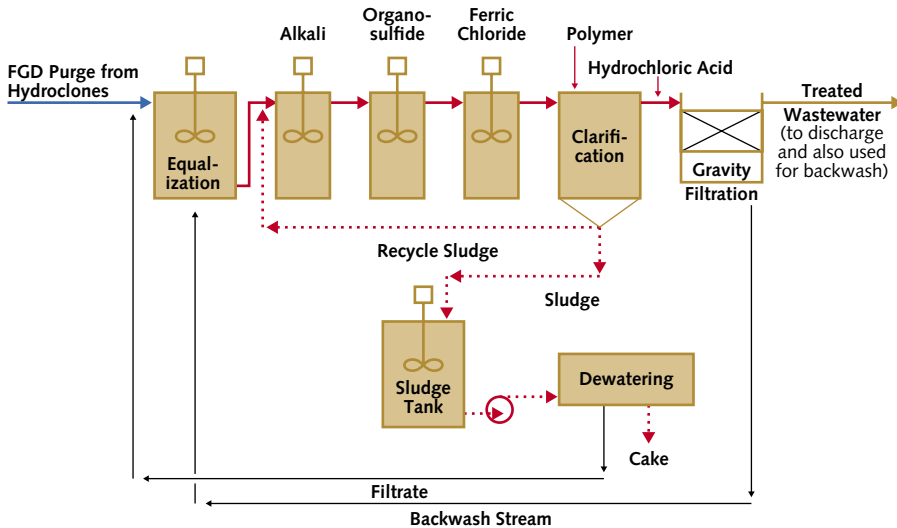 Alkali
Organo-
sulfide
Ferric
Chloride
Polymer
Hydrochloric Acid
FGD Purge from
Hydroclones
Treated
Wastewater
(to discharge
and also used
for backwash)
Equal-
ization
Clarifi-
cation
Gravity
Filtration
Recycle Sludge
Sludge
Sludge
Tank
Dewatering
Cake
Filtrate
Backwash Stream